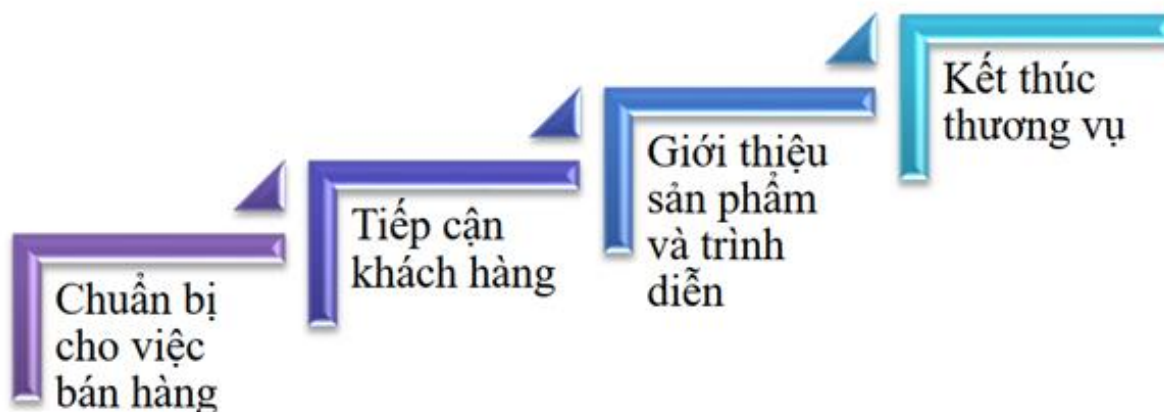 Chuẩn bị
cho việc
bán hàng
Tiếp cận
khách hàng
Giới thiệu
sản phẩm
và trình
diễn
Kết thúc
thương vụ